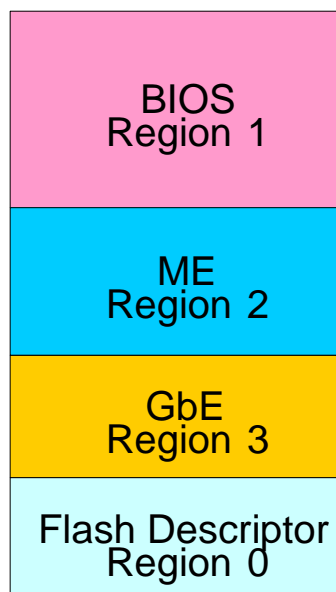 BIOS
Region 1
ME
Region 2
GbE
Region 3
Flash Descriptor
Region 0